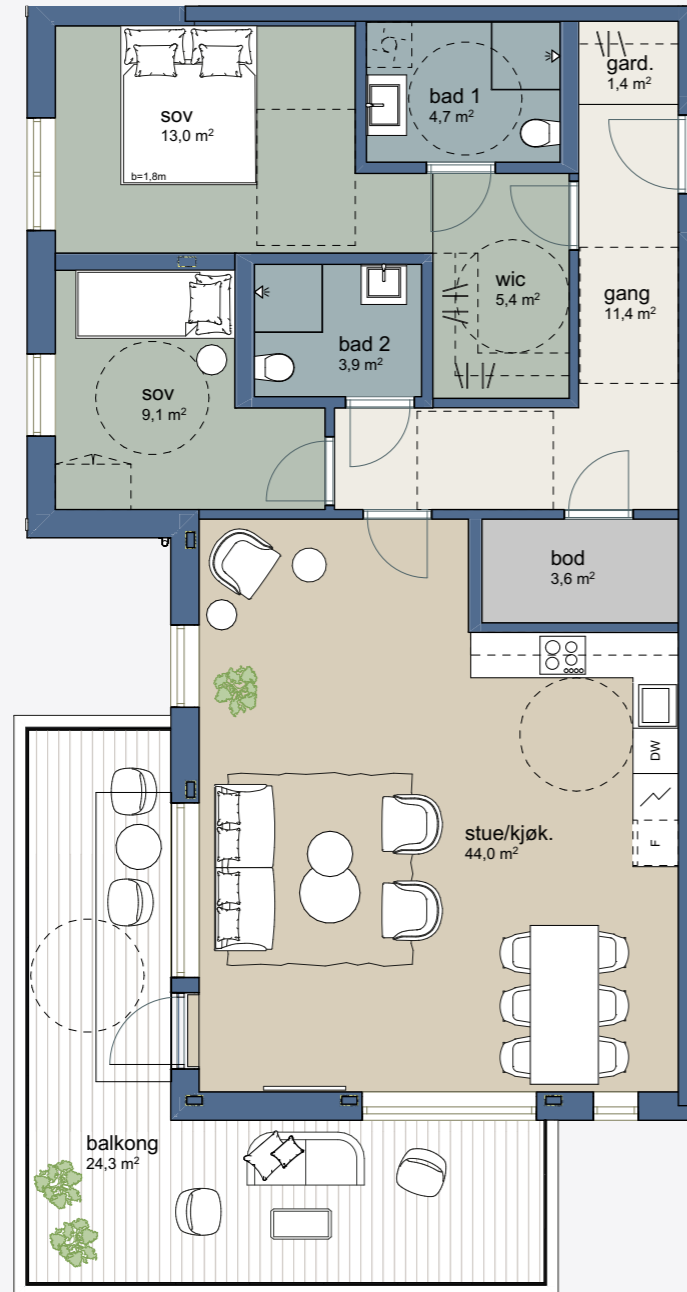 gard.
1,4 m²
sov
13,0 m²
b=1,8m
bad 1
4,7 m²
wic
5,4 m²
gang
11,4 m²
bad 2
3,9 m²
sov
9,1 m²
bod
3,6 m²
DW
stue/kjøk.
44,0 m²
F
balkong
24,3 m²